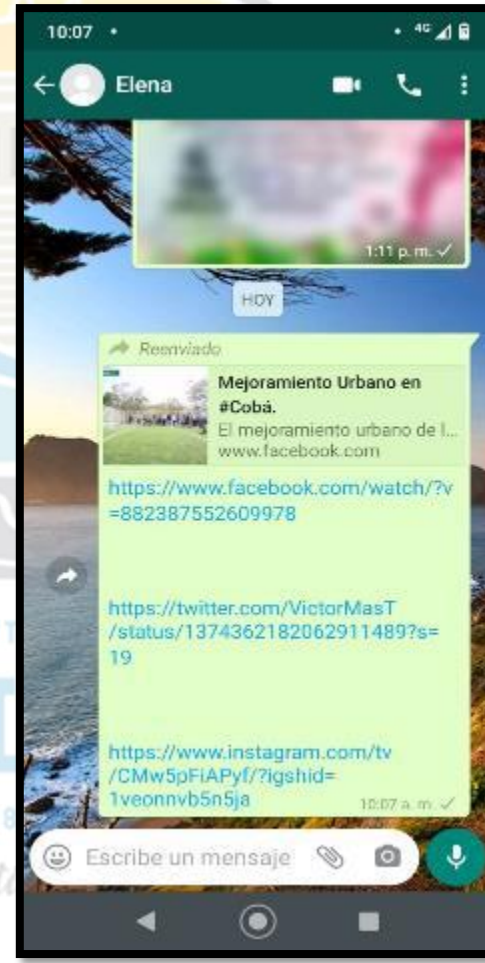 10:07
4G
Elena
1:11 p. m.
HOY
Reenviado
Mejoramiento Urbano en
#Cobá.
El mejoramiento urbano de l...
www.facebook.com
https://www.facebook.com/watch/?v
=882387552609978
https://twitter.com/VictorMasT
/status/1374362182062911489?s=
19
https://www.instagram.com/tv
/CMw5pFiAPyf/?igshid=
1veonnvb5n5ja
10:07 a. m.
Escribe un mensaje